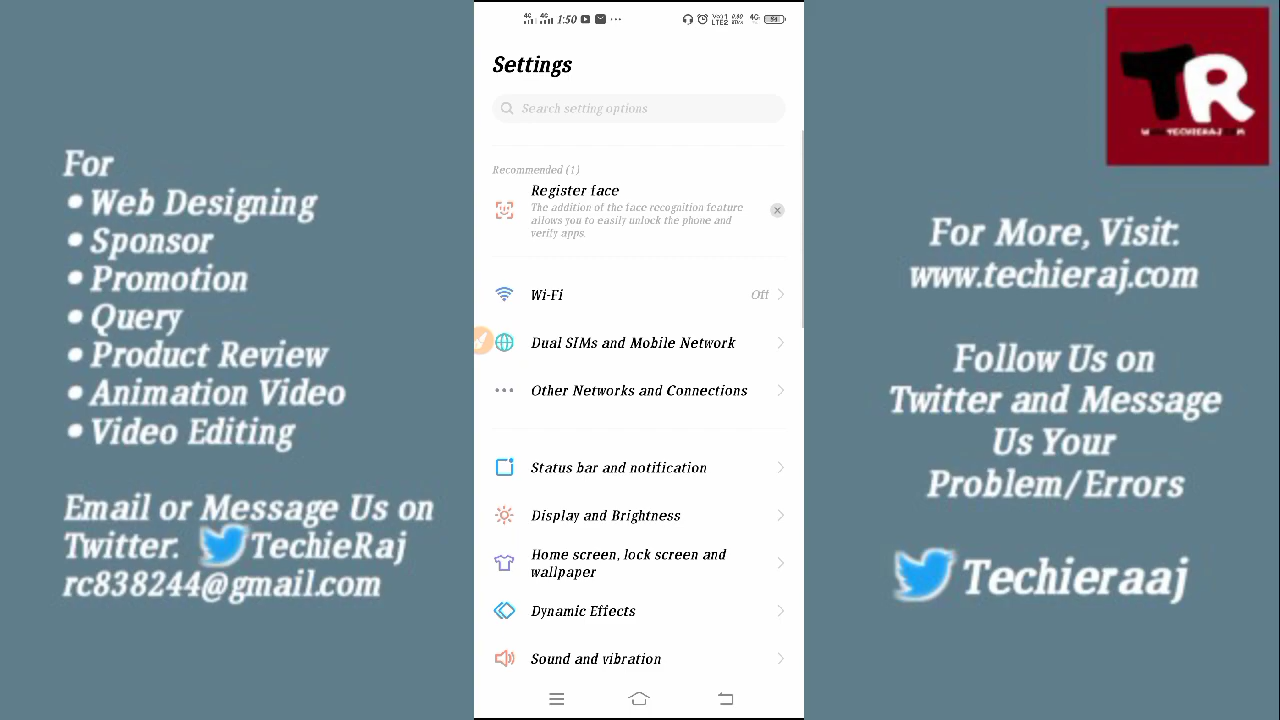 For
• Web Designing
• Sponsor
• Promotion
• Query
• Product Review
• Animation Video
• Video Editing
Email or Message Us on
Twitter. TechieRaj
rc838244@gmail.com
4G 4G 1:50 ...
LTE2 4G
Settings
Search setting options
Recommended (1)
Register face
The addition of the face recognition feature
allows you to easily unlock the phone and
verify apps.
Wi-Fi Off
Dual SIMs and Mobile Network
Other Networks and Connections
Status bar and notification
Display and Brightness
Home screen, lock screen and
wallpaper
Dynamic Effects
Sound and vibration
TR
For More, Visit:
www.techieraj.com
Follow Us on
Twitter and Message
Us Your
Problem/Errors
Techieraaj